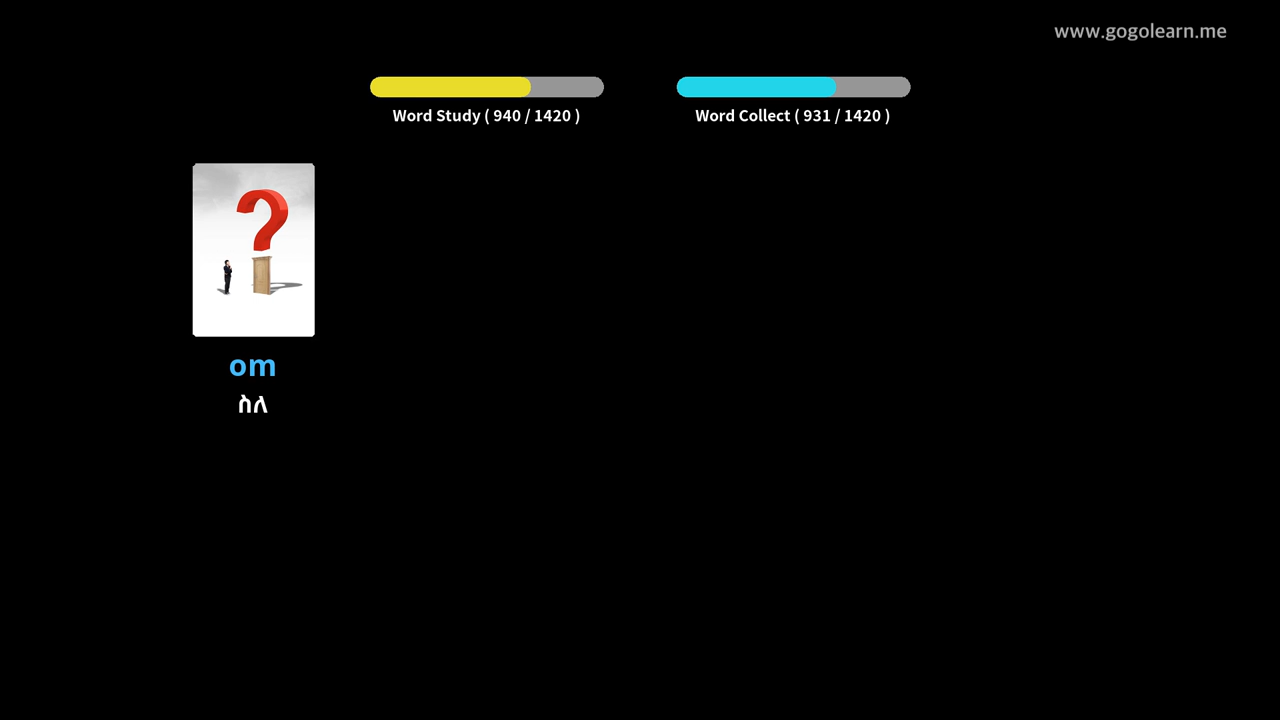 www.gogolearn.me
Word Study ( 940 / 1420 )
Word Collect ( 931 / 1420 )
?
om
ስለ